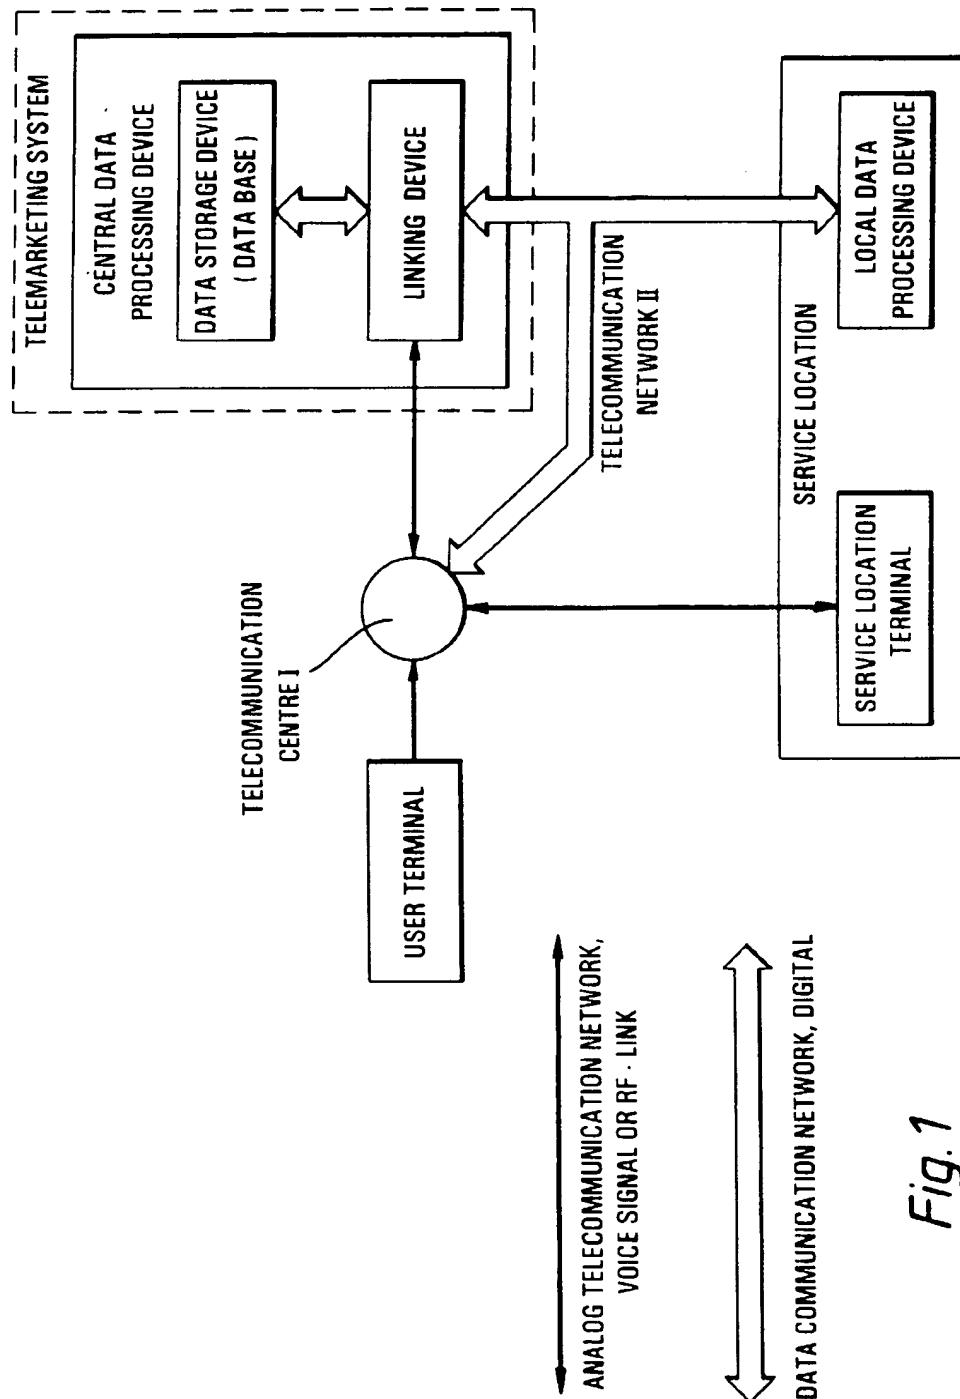 TELEMARKETING SYSTEM
CENTRAL DATA
PROCESSING DEVICE
DATA STORAGE DEVICE
( DATA BASE )
LINKING DEVICE
TELECOMMUNICATION
CENTRE I
USER TERMINAL
TELECOMMUNICATION
NETWORK II
SERVICE LOCATION
SERVICE LOCATION
TERMINAL
LOCAL DATA
PROCESSING DEVICE
ANALOG TELECOMMUNICATION NETWORK,
VOICE SIGNAL OR RF - LINK
DATA COMMUNICATION NETWORK, DIGITAL
Fig. 1